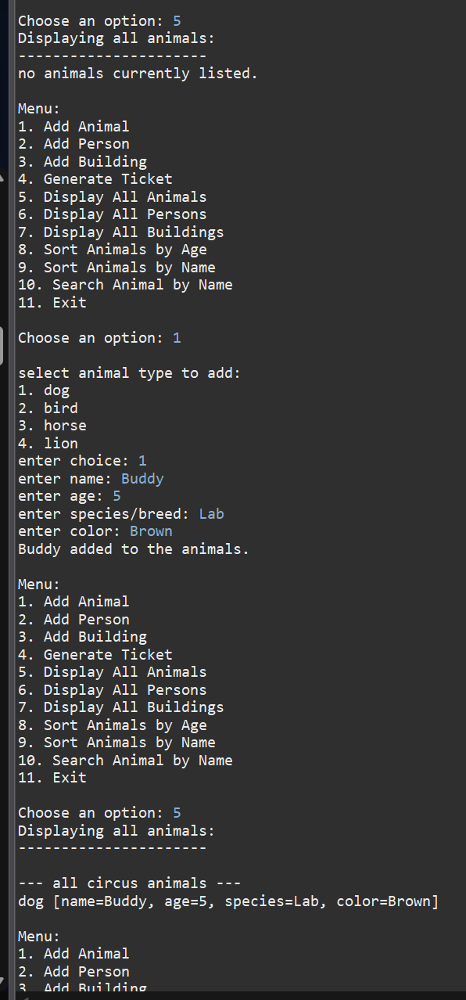 Choose an option: 5
Displaying all animals:
----------------------
no animals currently listed.
Menu:
1. Add Animal
2. Add Person
3. Add Building
4. Generate Ticket
5. Display All Animals
6. Display All Persons
7. Display All Buildings
8. Sort Animals by Age
9. Sort Animals by Name
10. Search Animal by Name
11. Exit
Choose an option: 1
select animal type to add:
1. dog
2. bird
3. horse
4. lion
enter choice: 1
enter name: Buddy
enter age: 5
enter species/breed: Lab
enter color: Brown
Buddy added to the animals.
Menu:
1. Add Animal
2. Add Person
3. Add Building
4. Generate Ticket
5. Display All Animals
6. Display All Persons
7. Display All Buildings
8. Sort Animals by Age
9. Sort Animals by Name
10. Search Animal by Name
11. Exit
Choose an option: 5
Displaying all animals:
----------------------
--- all circus animals ---
dog [name=Buddy, age=5, species=Lab, color=Brown]
Menu:
1. Add Animal
2. Add Person
3. Add Building